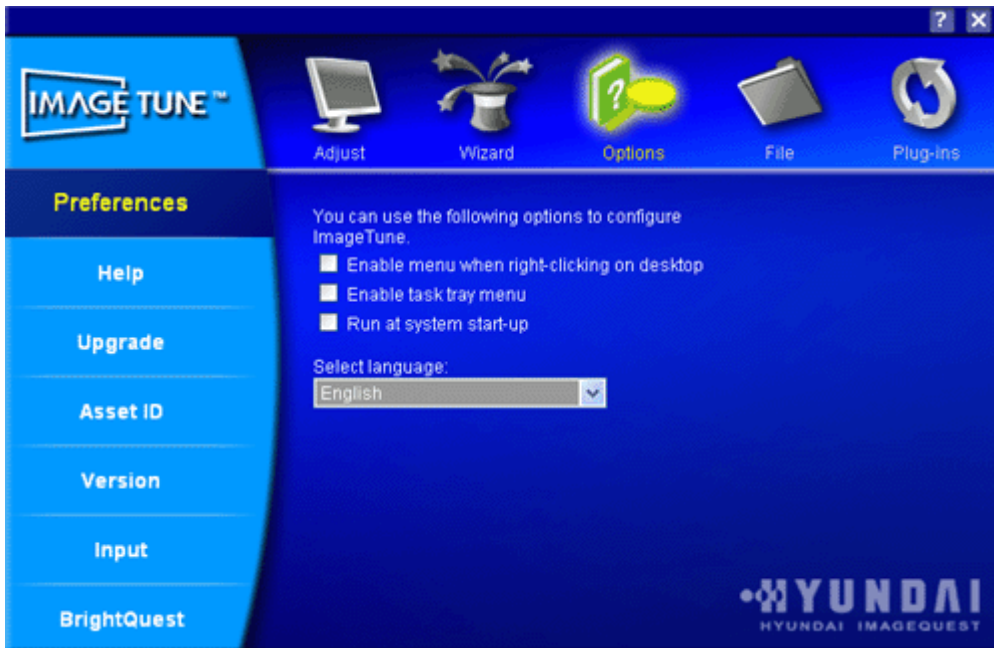 ? X
IMAGE TUNE™
Adjust
Wizard
Options
File
Plug-ins
Preferences
Help
Upgrade
Asset ID
Version
Input
BrightQuest
You can use the following options to configure
ImageTune.
Enable menu when right-clicking on desktop
Enable task tray menu
Run at system start-up
Select language:
English
HYUNDAI
HYUNDAI IMAGEQUEST